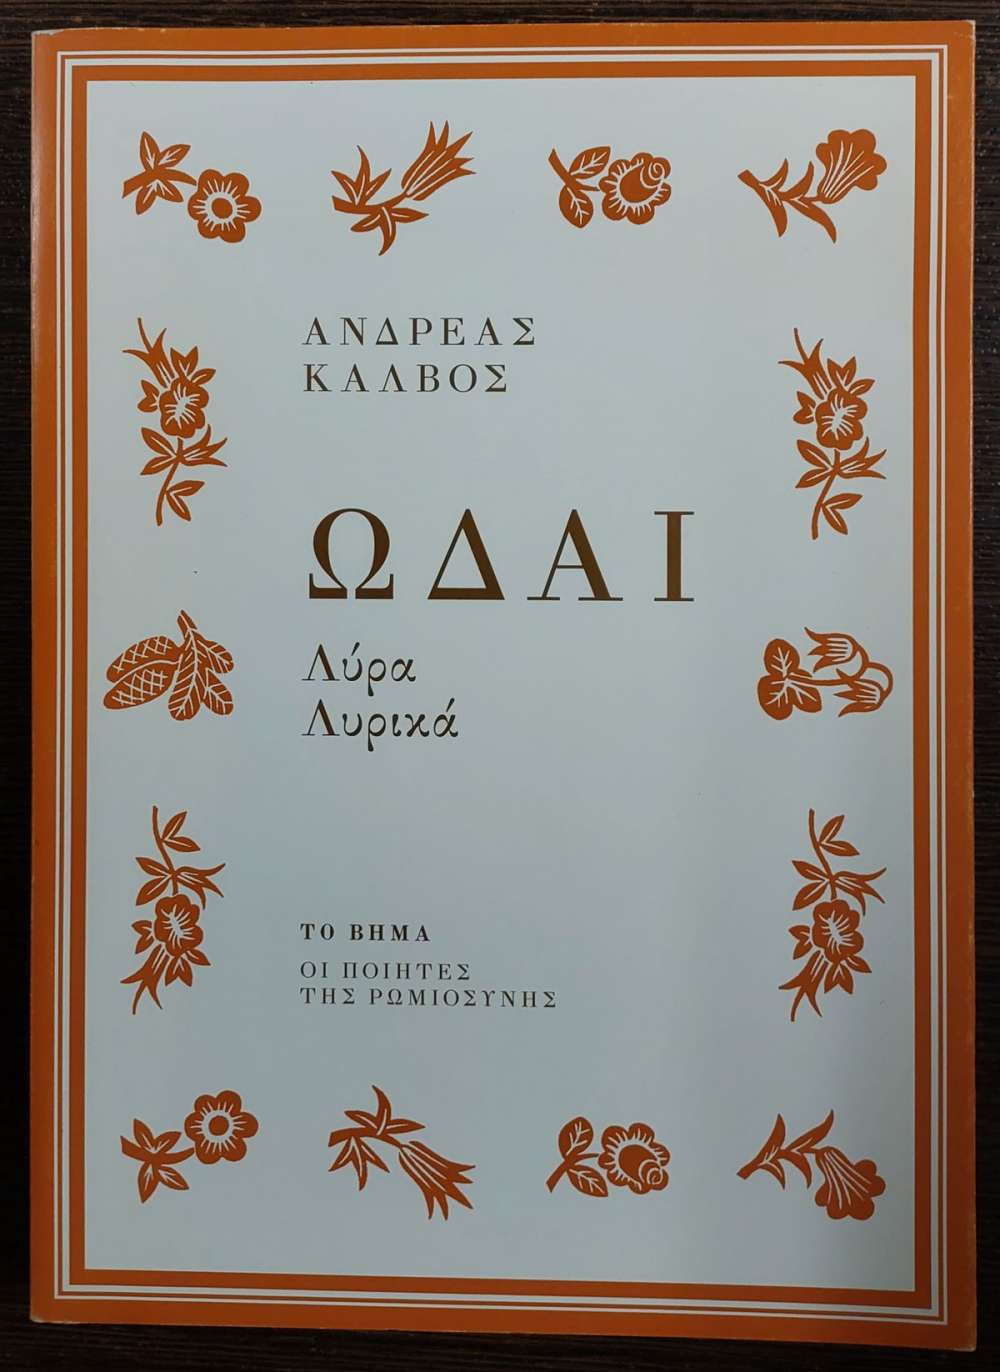 ΑΝΔΡΕΑΣ
ΚΑΛΒΟΣ
ΩΔΑΙ
Λύρα
Λυρικά
ΤΟ ΒΗΜΑ
ΟΙ ΠΟΙΗΤΕΣ
ΤΗΣ ΡΩΜΙΟΣΥΝΗΣ